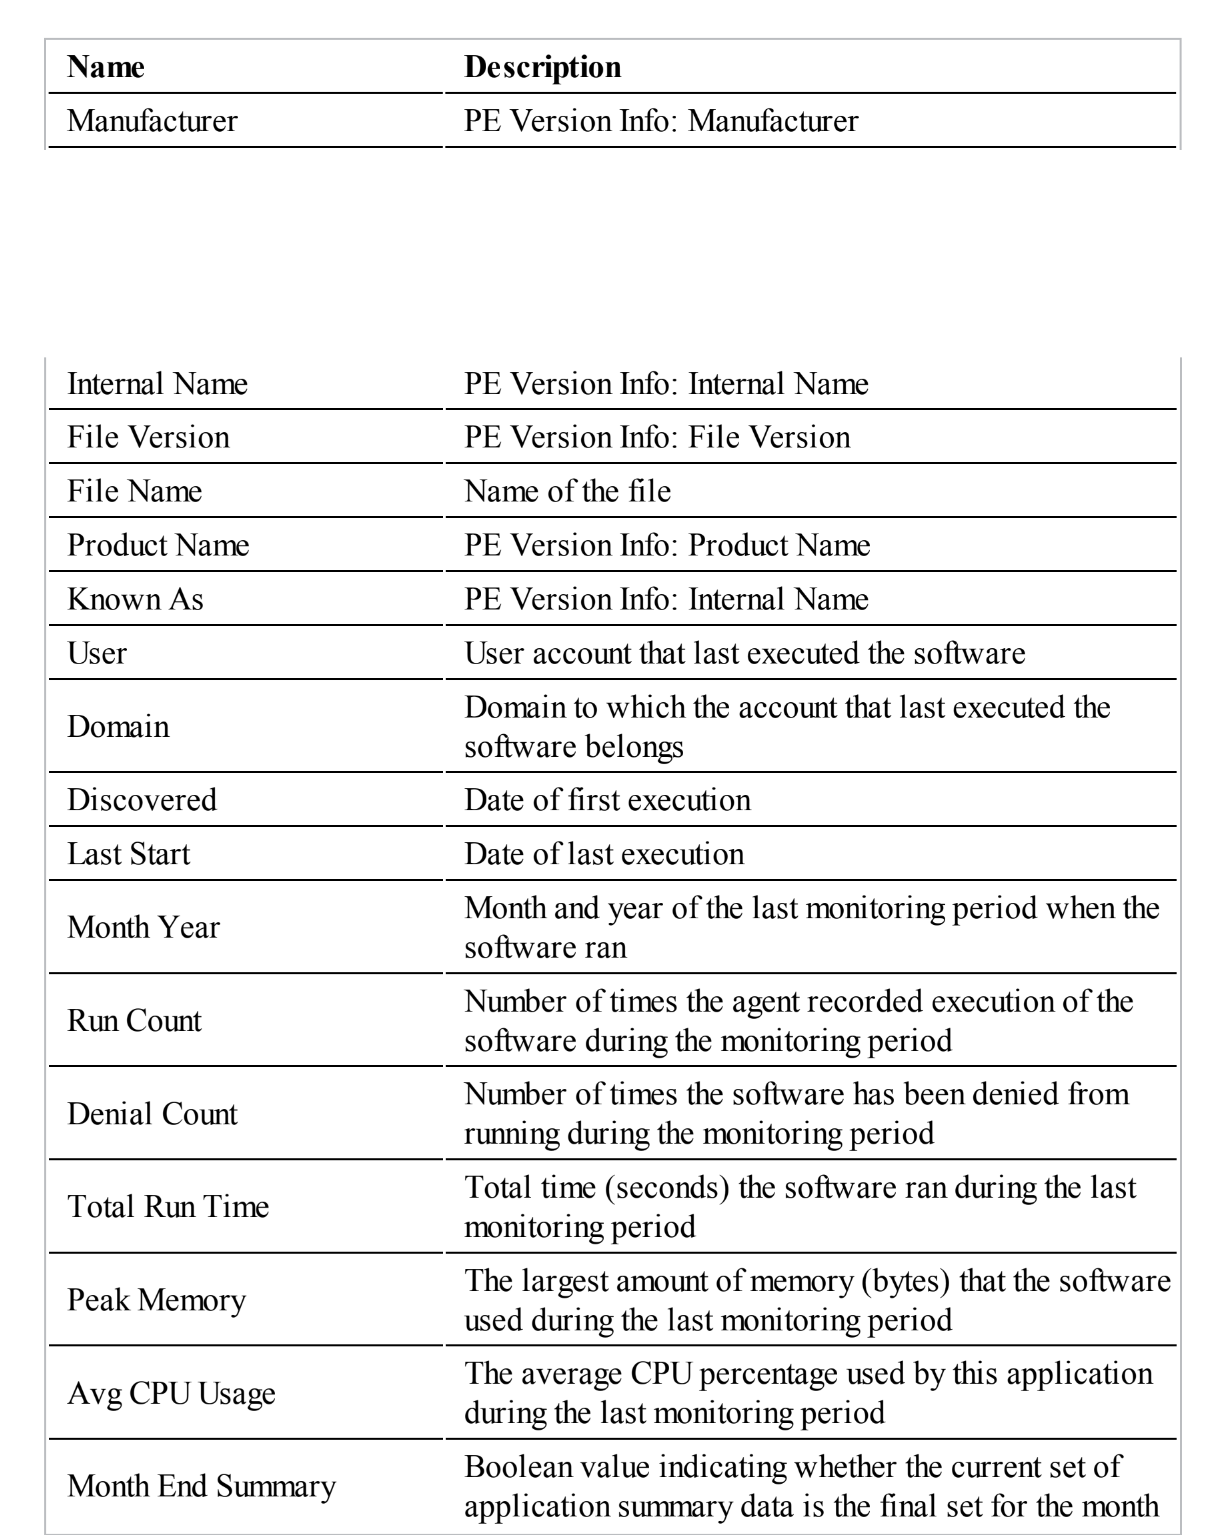 Name Description
Manufacturer PE Version Info: Manufacturer
Internal Name PE Version Info: Internal Name
File Version PE Version Info: File Version
File Name Name of the file
Product Name PE Version Info: Product Name
Known As PE Version Info: Internal Name
User User account that last executed the software
Domain Domain to which the account that last executed the
software belongs
Discovered Date of first execution
Last Start Date of last execution
Month Year Month and year of the last monitoring period when the
software ran
Run Count Number of times the agent recorded execution of the
software during the monitoring period
Denial Count Number of times the software has been denied from
running during the monitoring period
Total Run Time Total time (seconds) the software ran during the last
monitoring period
Peak Memory The largest amount of memory (bytes) that the software
used during the last monitoring period
Avg CPU Usage The average CPU percentage used by this application
during the last monitoring period
Month End Summary Boolean value indicating whether the current set of
application summary data is the final set for the month